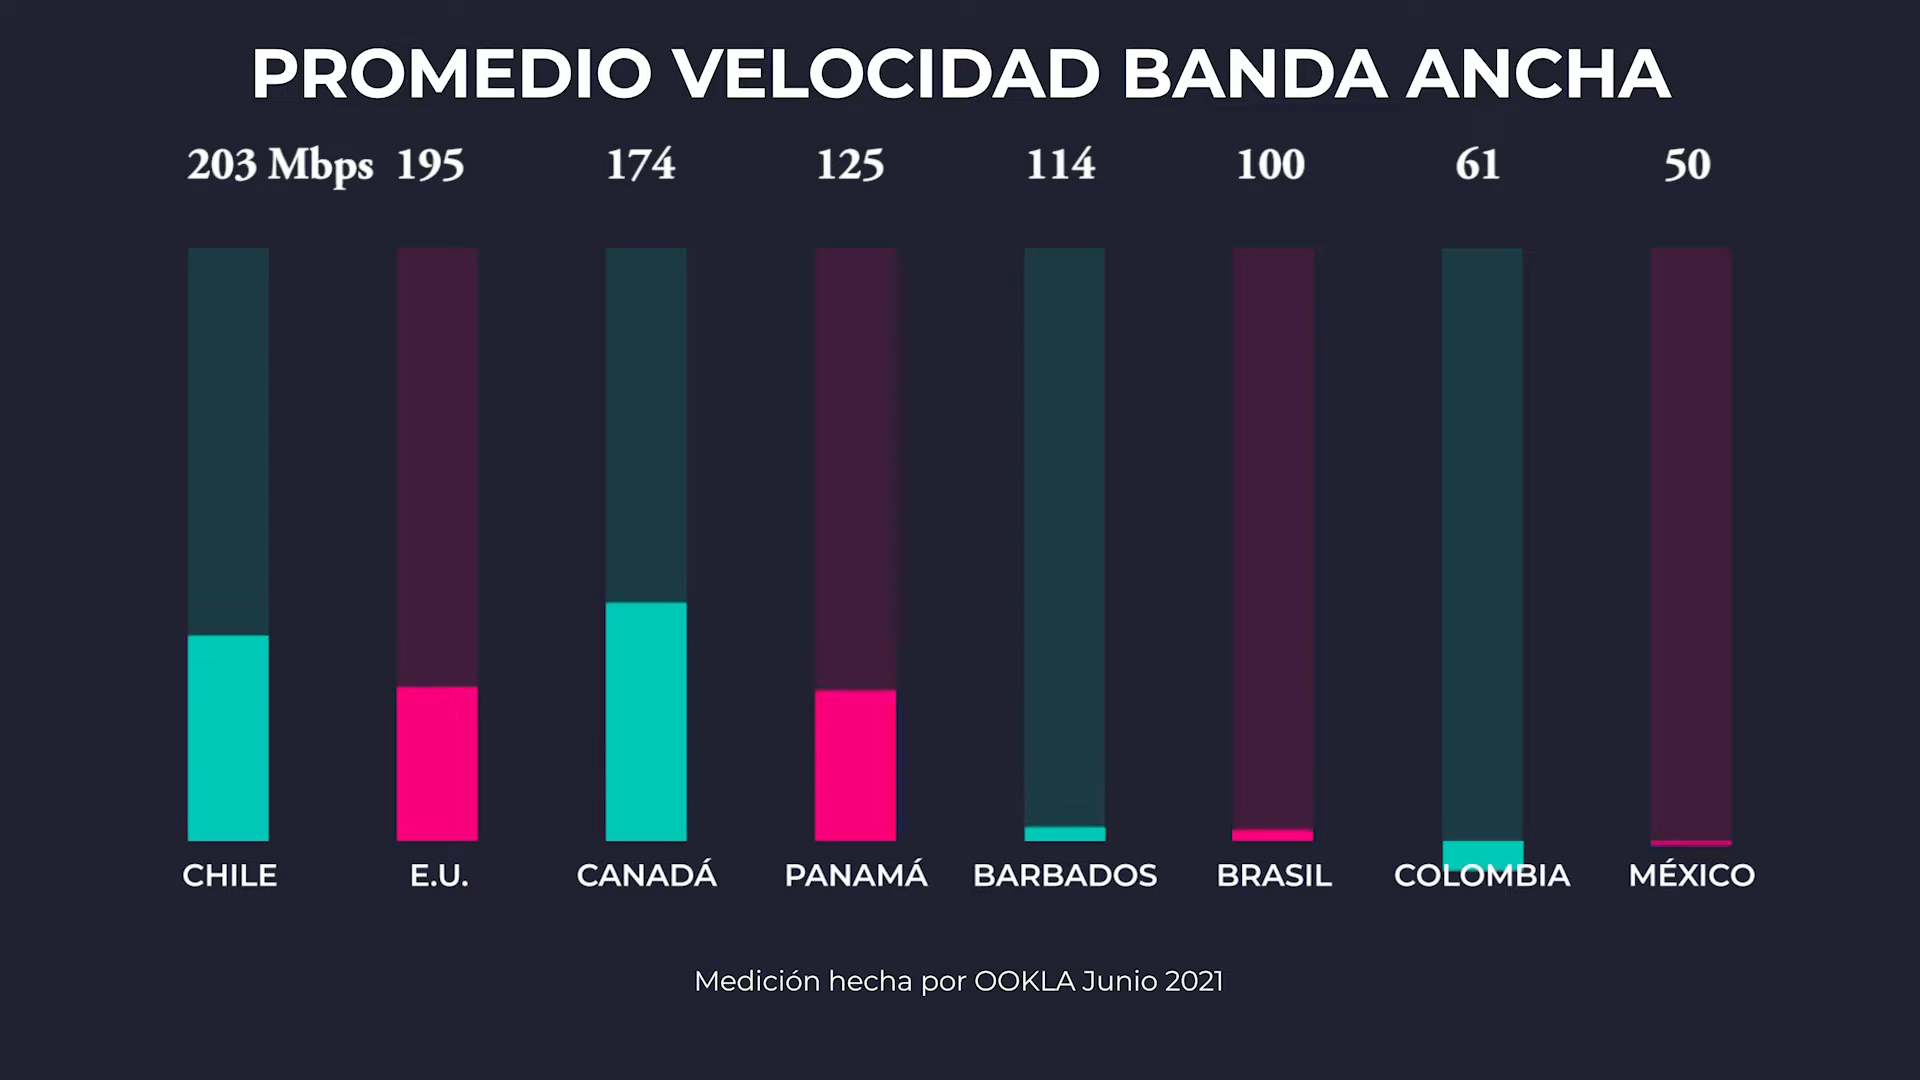 PROMEDIO VELOCIDAD BANDA ANCHA
203 Mbps 195 174 125 114 100 61 50
CHILE E.U. CANADÁ PANAMÁ BARBADOS BRASIL COLOMBIA MÉXICO
Medición hecha por OOKLA Junio 2021